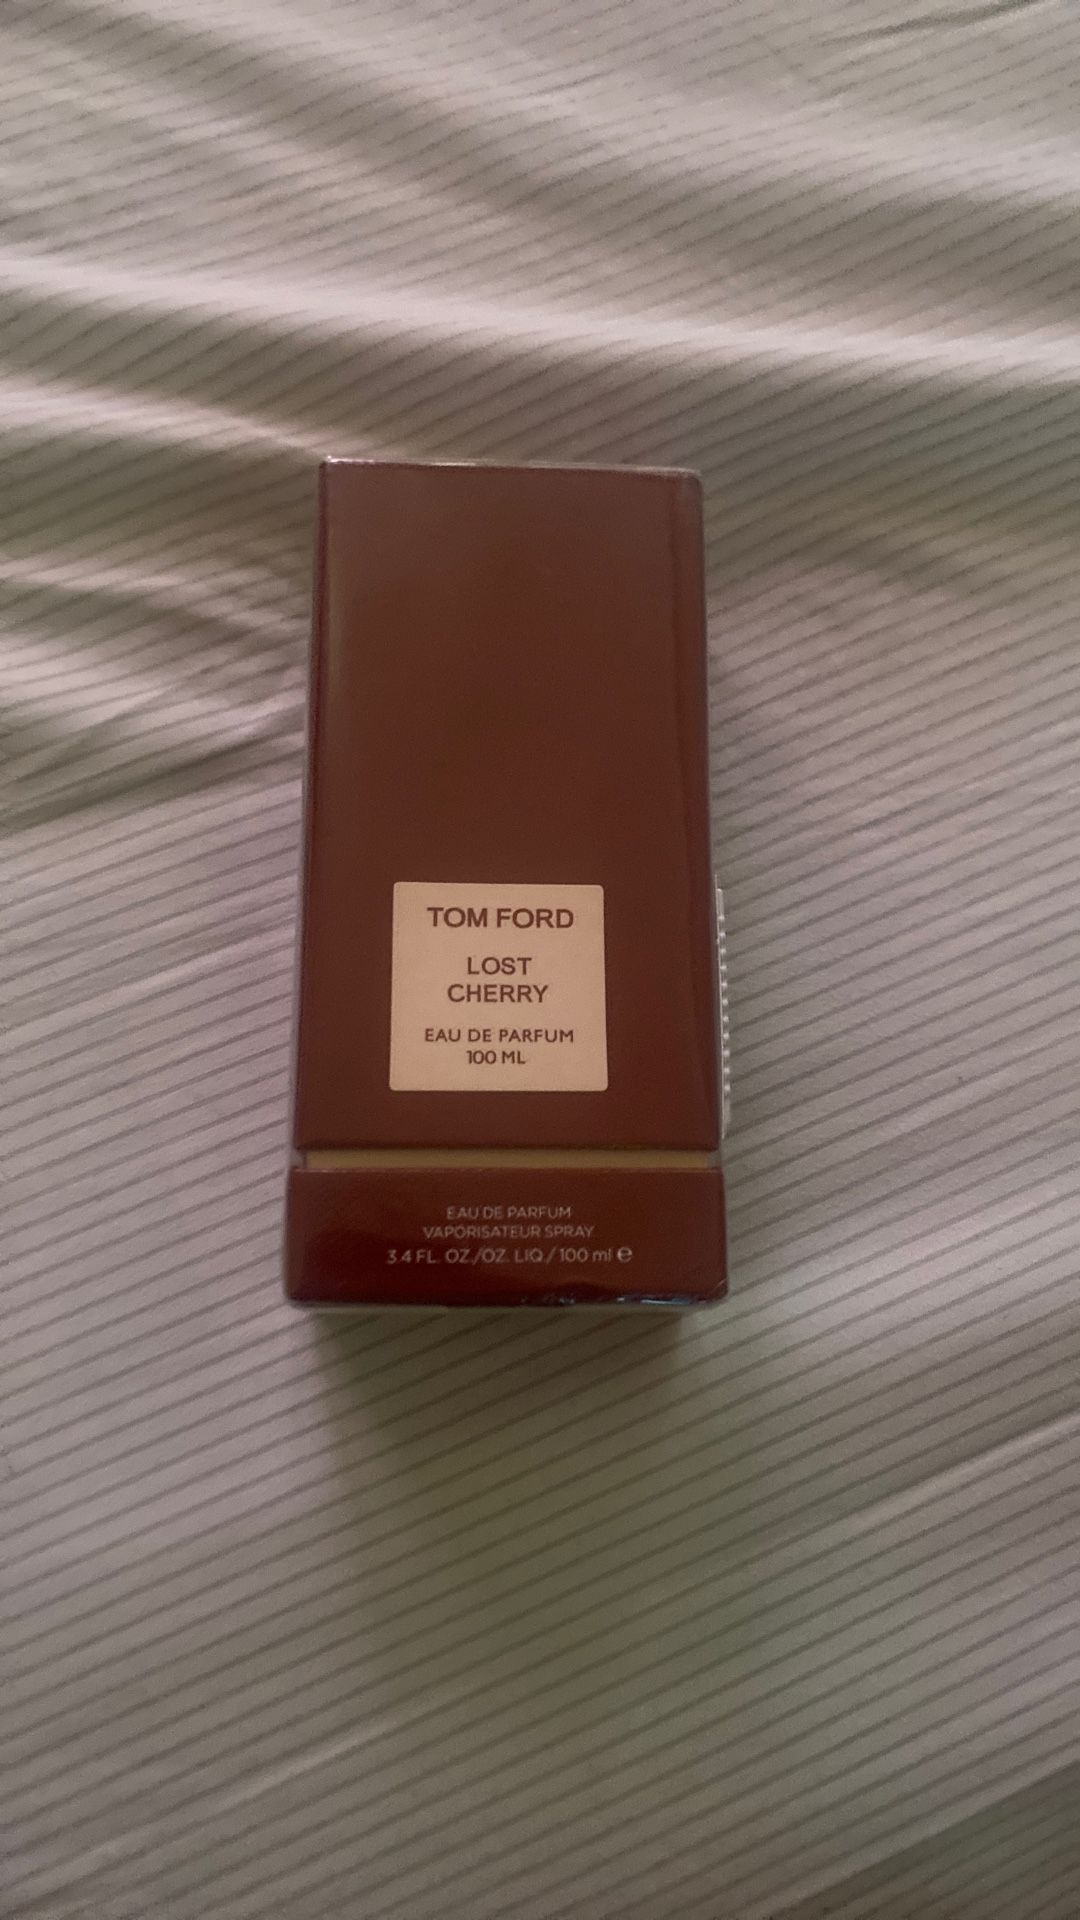 TOM FORD
LOST
CHERRY
EAU DE PARFUM
100 ML
EAU DE PARFUM
VAPORISATEUR SPRAY
3.4 FL. OZ./OZ. LIQ./ 100 ml ℮